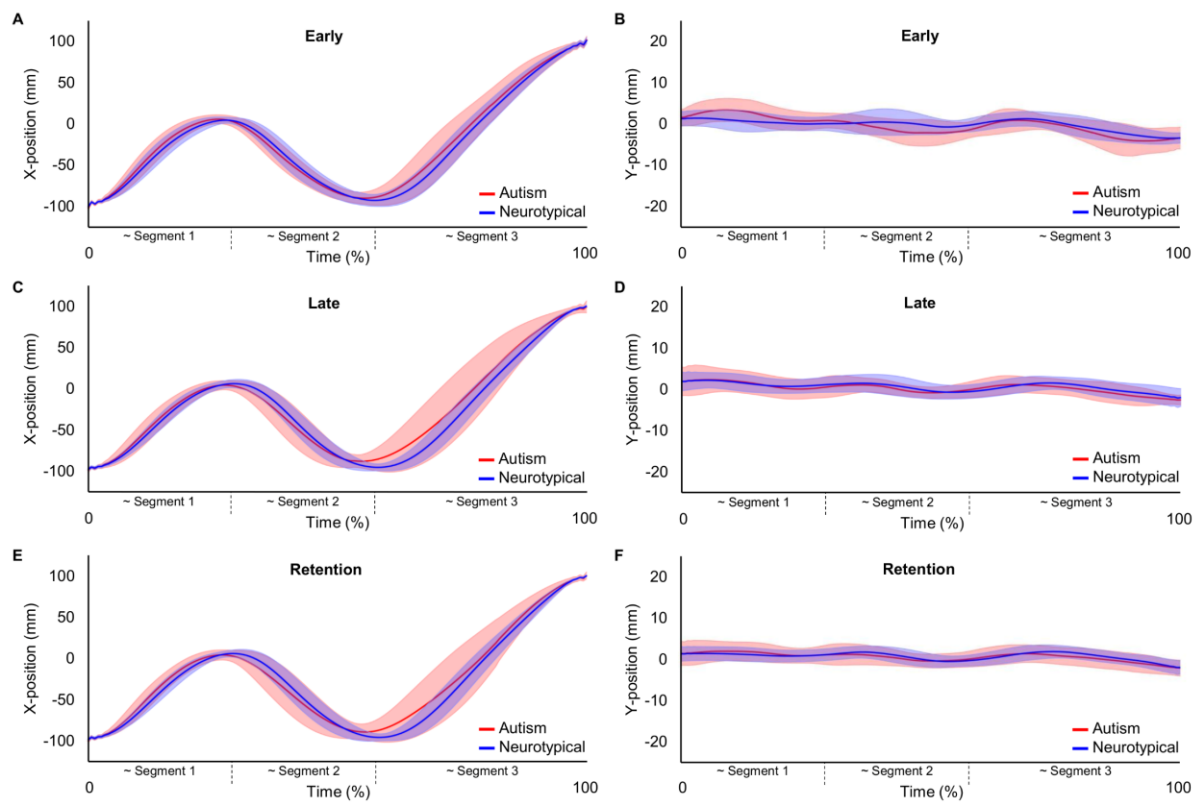 A
Early
X-position (mm)
100
50
0
-50
-100
Autism
Neurotypical
~ Segment 1
~ Segment 2
~ Segment 3
0
Time (%)
100
B
Early
Y-position (mm)
20
10
0
-10
-20
Autism
Neurotypical
~ Segment 1
~ Segment 2
~ Segment 3
0
Time (%)
100
C
Late
X-position (mm)
100
50
0
-50
-100
Autism
Neurotypical
~ Segment 1
~ Segment 2
~ Segment 3
0
Time (%)
100
D
Late
Y-position (mm)
20
10
0
-10
-20
Autism
Neurotypical
~ Segment 1
~ Segment 2
~ Segment 3
0
Time (%)
100
E
Retention
X-position (mm)
100
50
0
-50
-100
Autism
Neurotypical
~ Segment 1
~ Segment 2
~ Segment 3
0
Time (%)
100
F
Retention
Y-position (mm)
20
10
0
-10
-20
Autism
Neurotypical
~ Segment 1
~ Segment 2
~ Segment 3
0
Time (%)
100